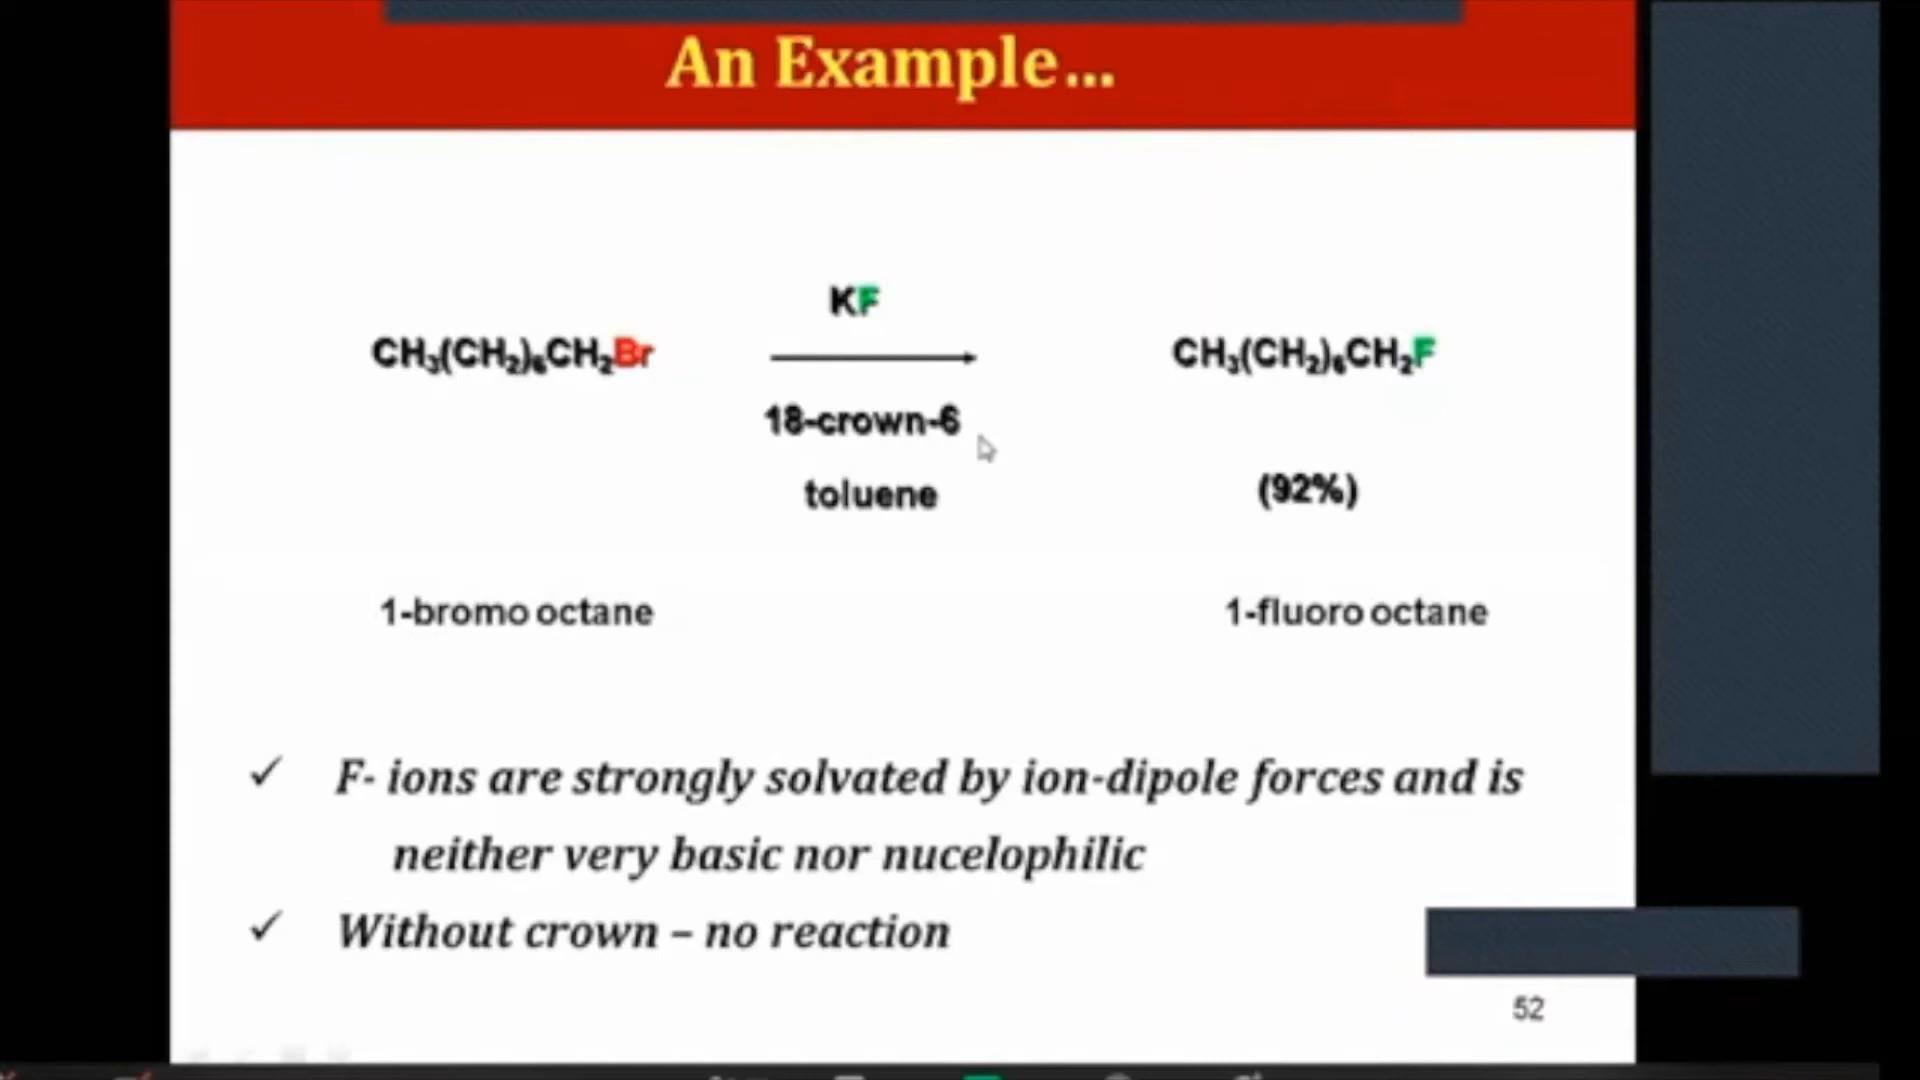 An Example...
KF
CH₃(CH₂)₆CH₂Br
CH₃(CH₂)₆CH₂F
18-crown-6
toluene
(92%)
1-bromo octane
1-fluoro octane
✓ F- ions are strongly solvated by ion-dipole forces and is
neither very basic nor nucelophilic
✓ Without crown – no reaction
52